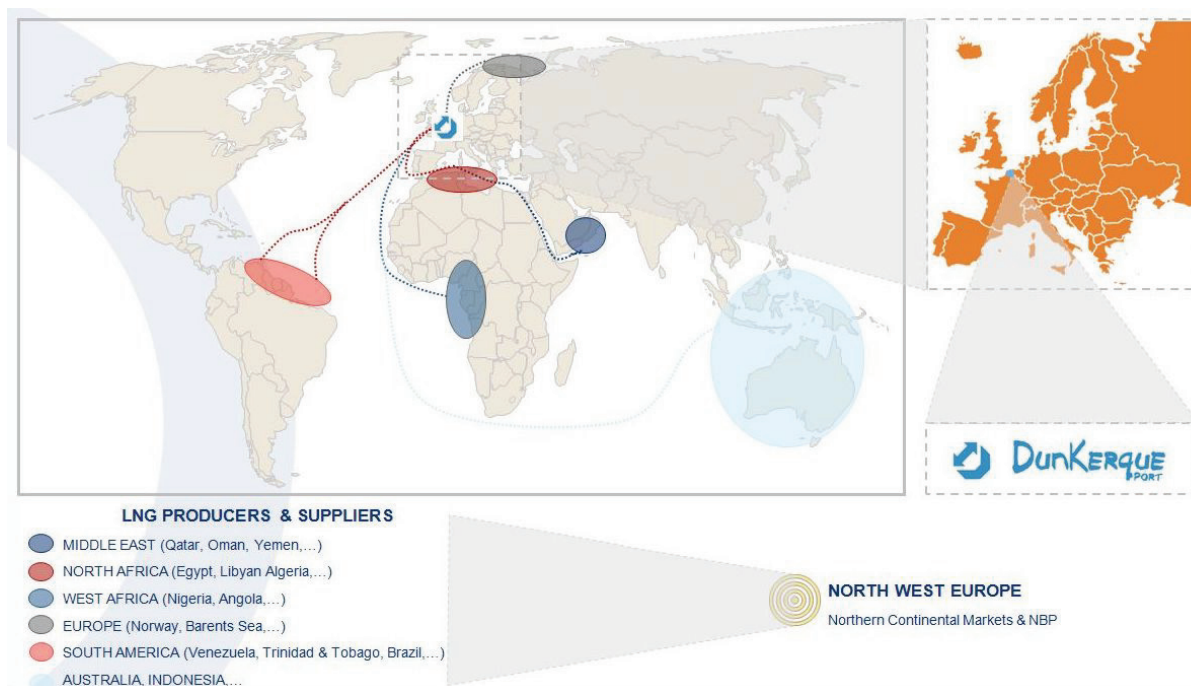 DUNKERQUE
PORT
LNG PRODUCERS & SUPPLIERS
MIDDLE EAST (Qatar, Oman, Yemen,...)
NORTH AFRICA (Egypt, Libyan Algeria,...)
WEST AFRICA (Nigeria, Angola,...)
EUROPE (Norway, Barents Sea,...)
SOUTH AMERICA (Venezuela, Trinidad & Tobago, Brazil,...)
AUSTRALIA, INDONESIA,...
NORTH WEST EUROPE
Northern Continental Markets & NBP